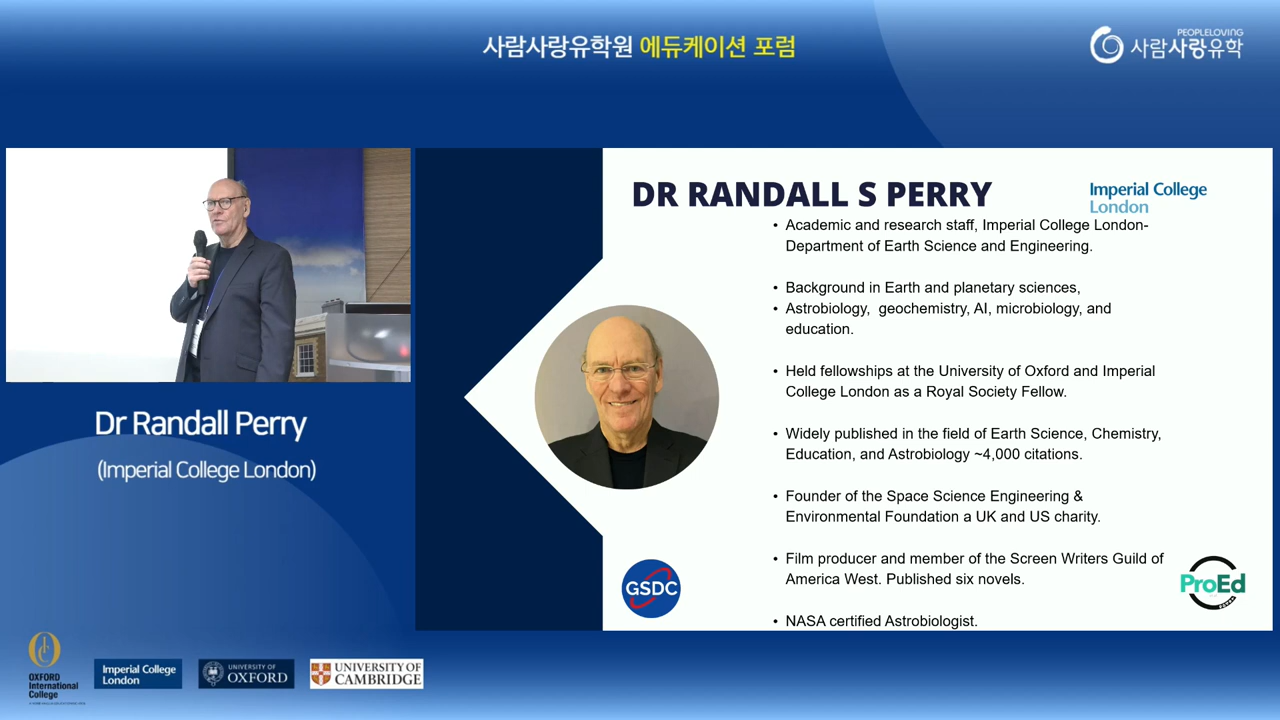 사람사랑유학원 에듀케이션 포럼
PEOPLELOVING
사람사랑유학
DR RANDALL S PERRY
Imperial College
London
• Academic and research staff, Imperial College London-
Department of Earth Science and Engineering.
• Background in Earth and planetary sciences,
• Astrobiology,  geochemistry, AI, microbiology, and
education.
• Held fellowships at the University of Oxford and Imperial
College London as a Royal Society Fellow.
• Widely published in the field of Earth Science, Chemistry,
Education, and Astrobiology ~4,000 citations.
• Founder of the Space Science Engineering &
Environmental Foundation a UK and US charity.
• Film producer and member of the Screen Writers Guild of
America West. Published six novels.
• NASA certified Astrobiologist.
GSDC
ProEd
Dr Randall Perry
(Imperial College London)
OXFORD
International
College
Imperial College
London
UNIVERSITY OF
OXFORD
UNIVERSITY OF
CAMBRIDGE